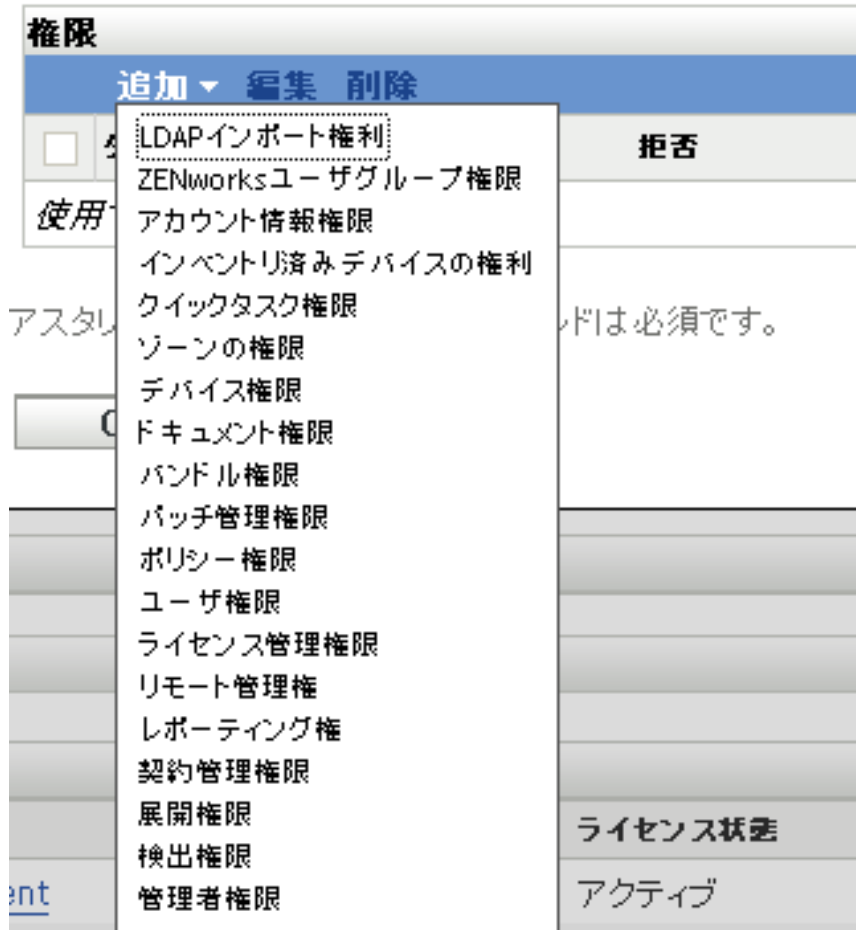 権限
追加 編集 削除
拒否
LDAPインポート権利
ZENworksユーザグループ権限
使用
アカウント情報権限
インベントリ済みデバイスの権利
アスタリ
クイックタスク権限
ドは必須です。
ゾーンの権限
デバイス権限
ドキュメント権限
バンドル権限
パッチ管理権限
ポリシー権限
ユーザ権限
ライセンス管理権限
リモート管理権
レポーティング権
契約管理権限
展開権限
ライセンス状態
検出権限
ent
管理者権限
アクティブ